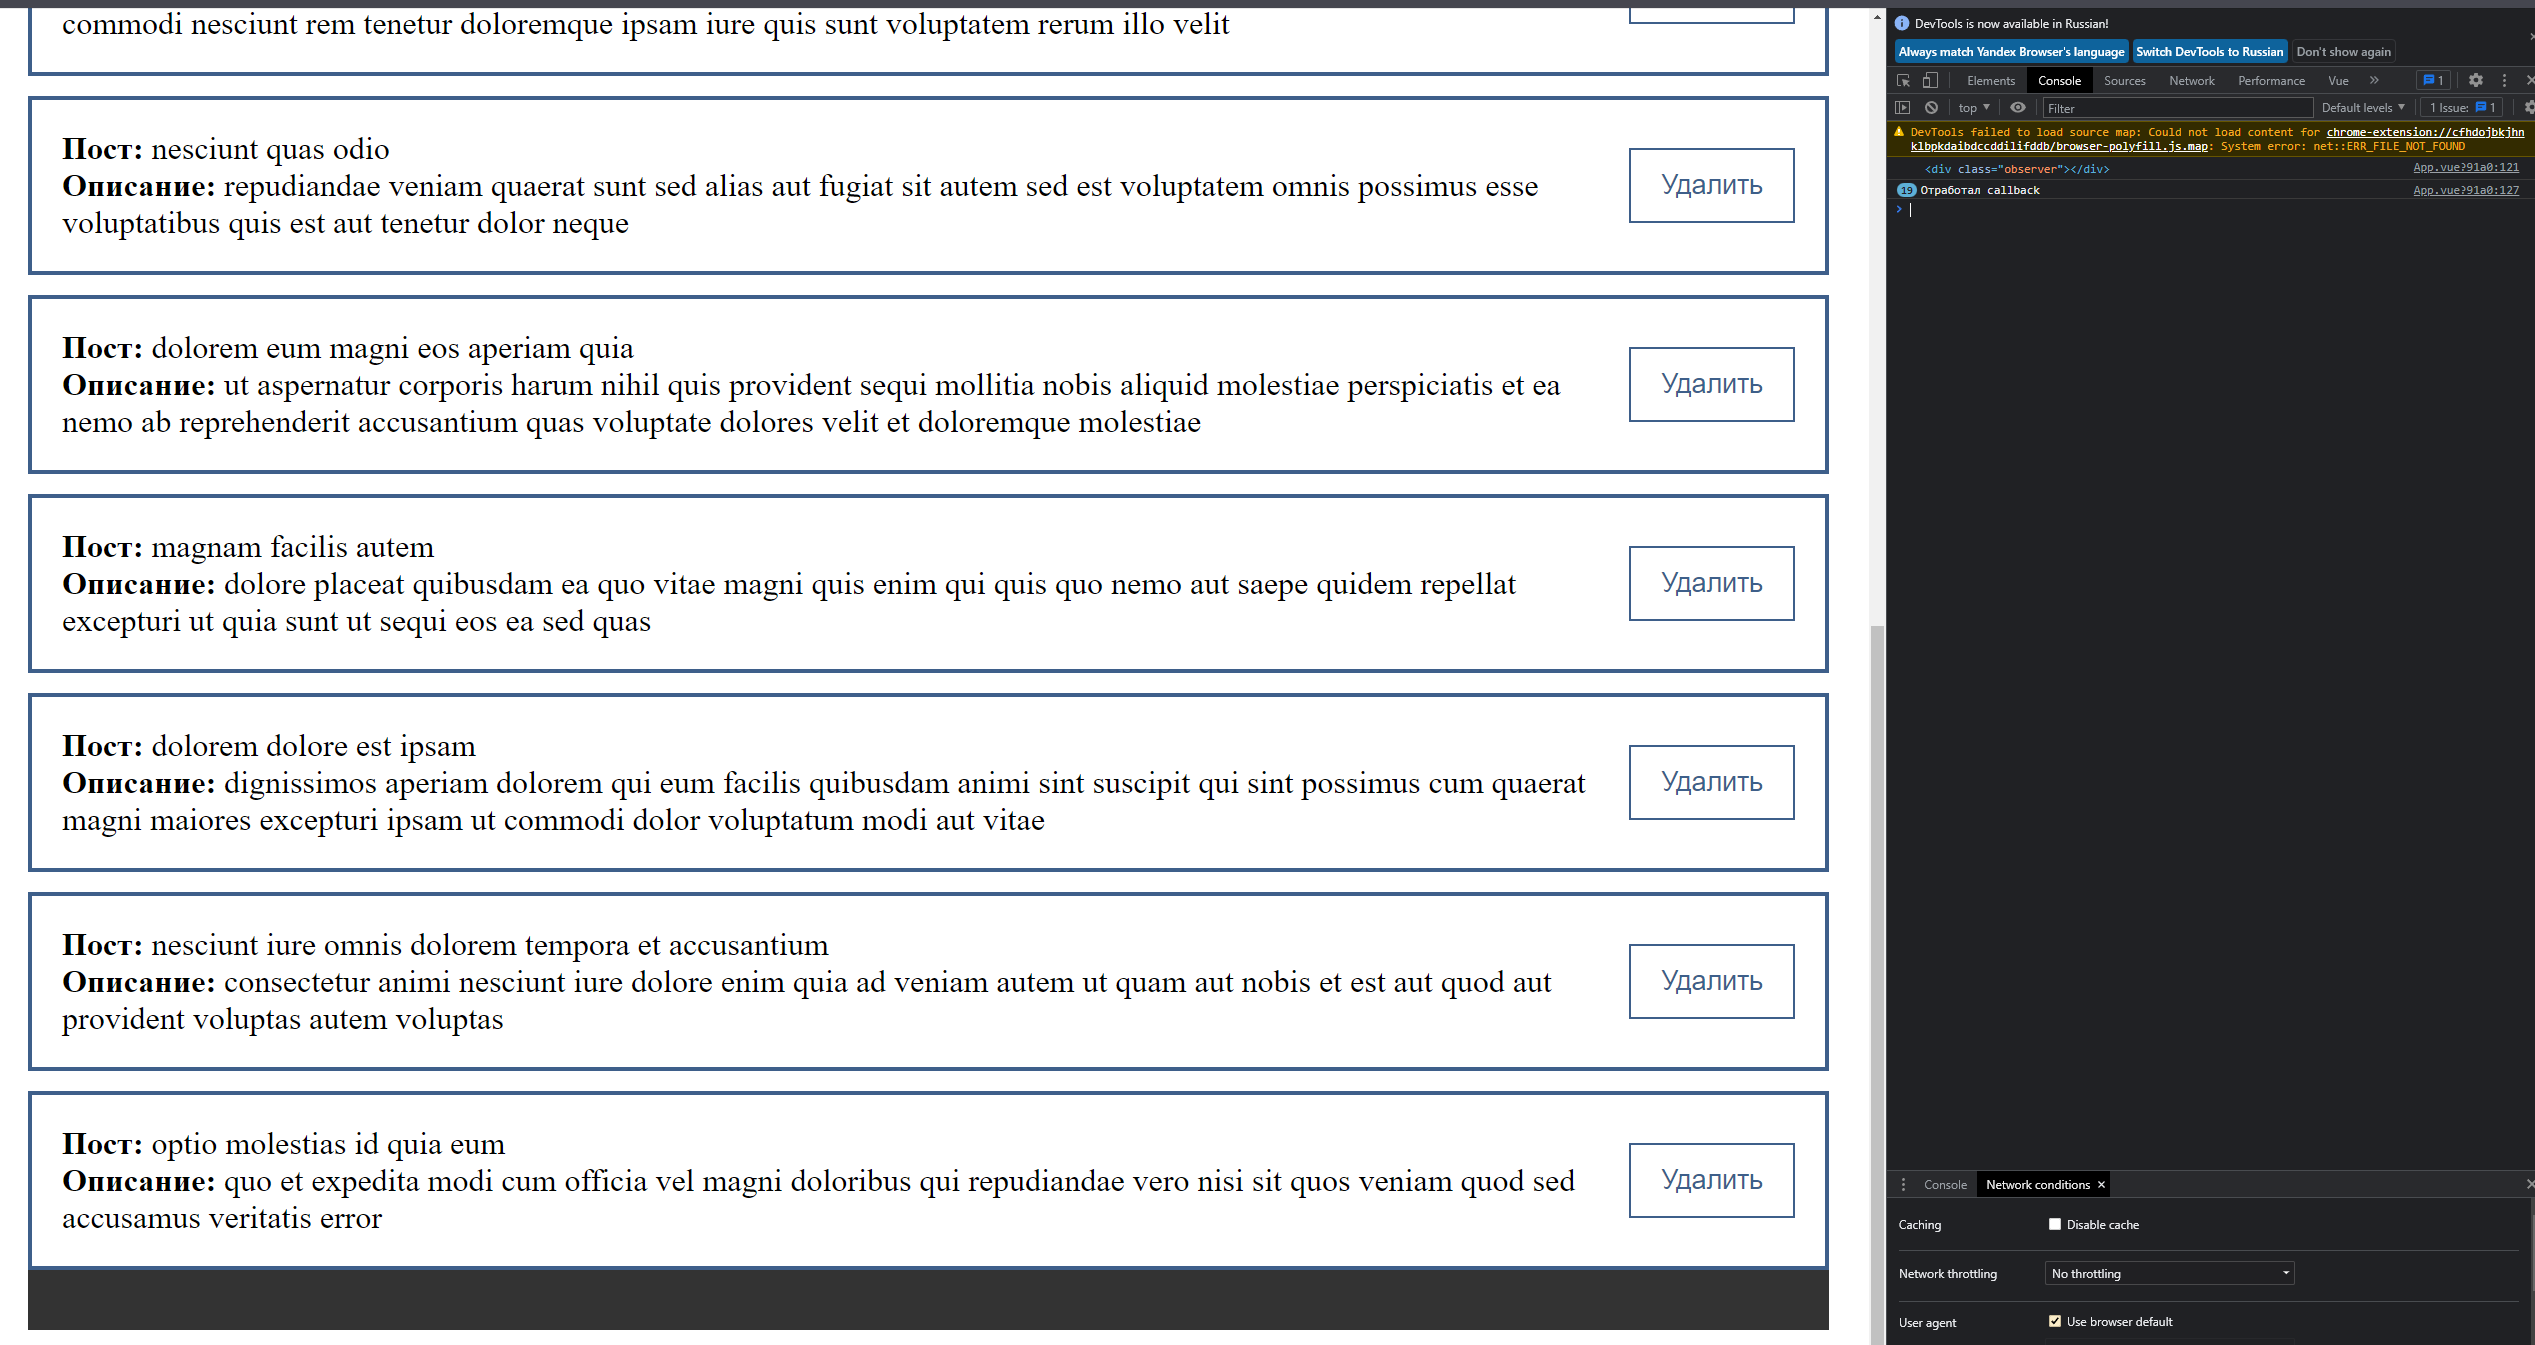 commodi nesciunt rem tenetur doloremque ipsam iure quis sunt voluptatem rerum illo velit
Пост: nesciunt quas odio
Описание: repudiandae veniam quaerat sunt sed alias aut fugiat sit autem sed est voluptatem omnis possimus esse
voluptatibus quis est aut tenetur dolor neque
Удалить
Пост: dolorem eum magni eos aperiam quia
Описание: ut aspernatur corporis harum nihil quis provident sequi mollitia nobis aliquid molestiae perspiciatis et ea
nemo ab reprehenderit accusantium quas voluptate dolores velit et doloremque molestiae
Удалить
Пост: magnam facilis autem
Описание: dolore placeat quibusdam ea quo vitae magni quis enim qui quis quo nemo aut saepe quidem repellat
excepturi ut quia sunt ut sequi eos ea sed quas
Удалить
Пост: dolorem dolore est ipsam
Описание: dignissimos aperiam dolorem qui eum facilis quibusdam animi sint suscipit qui sint possimus cum quaerat
magni maiores excepturi ipsam ut commodi dolor voluptatum modi aut vitae
Удалить
Пост: nesciunt iure omnis dolorem tempora et accusantium
Описание: consectetur animi nesciunt iure dolore enim quia ad veniam autem ut quam aut nobis et est aut quod aut
provident voluptas autem voluptas
Удалить
Пост: optio molestias id quia eum
Описание: quo et expedita modi cum officia vel magni doloribus qui repudiandae vero nisi sit quos veniam quod sed
accusamus veritatis error
Удалить
DevTools is now available in Russian!
Always match Yandex Browser's language Switch DevTools to Russian Don't show again
Elements Console Sources Network Performance Vue » 1
top Filter Default levels 1 Issue: 1
DevTools failed to load source map: Could not load content for chrome-extension://cfhdojbkjhn
klbpkdaibdccddilifddb/browser-polyfill.js.map: System error: net::ERR_FILE_NOT_FOUND
<div class="observer"></div> App.vue?91a0:121
19 Отработал callback App.vue?91a0:127
Console Network conditions
Caching Disable cache
Network throttling No throttling
User agent Use browser default